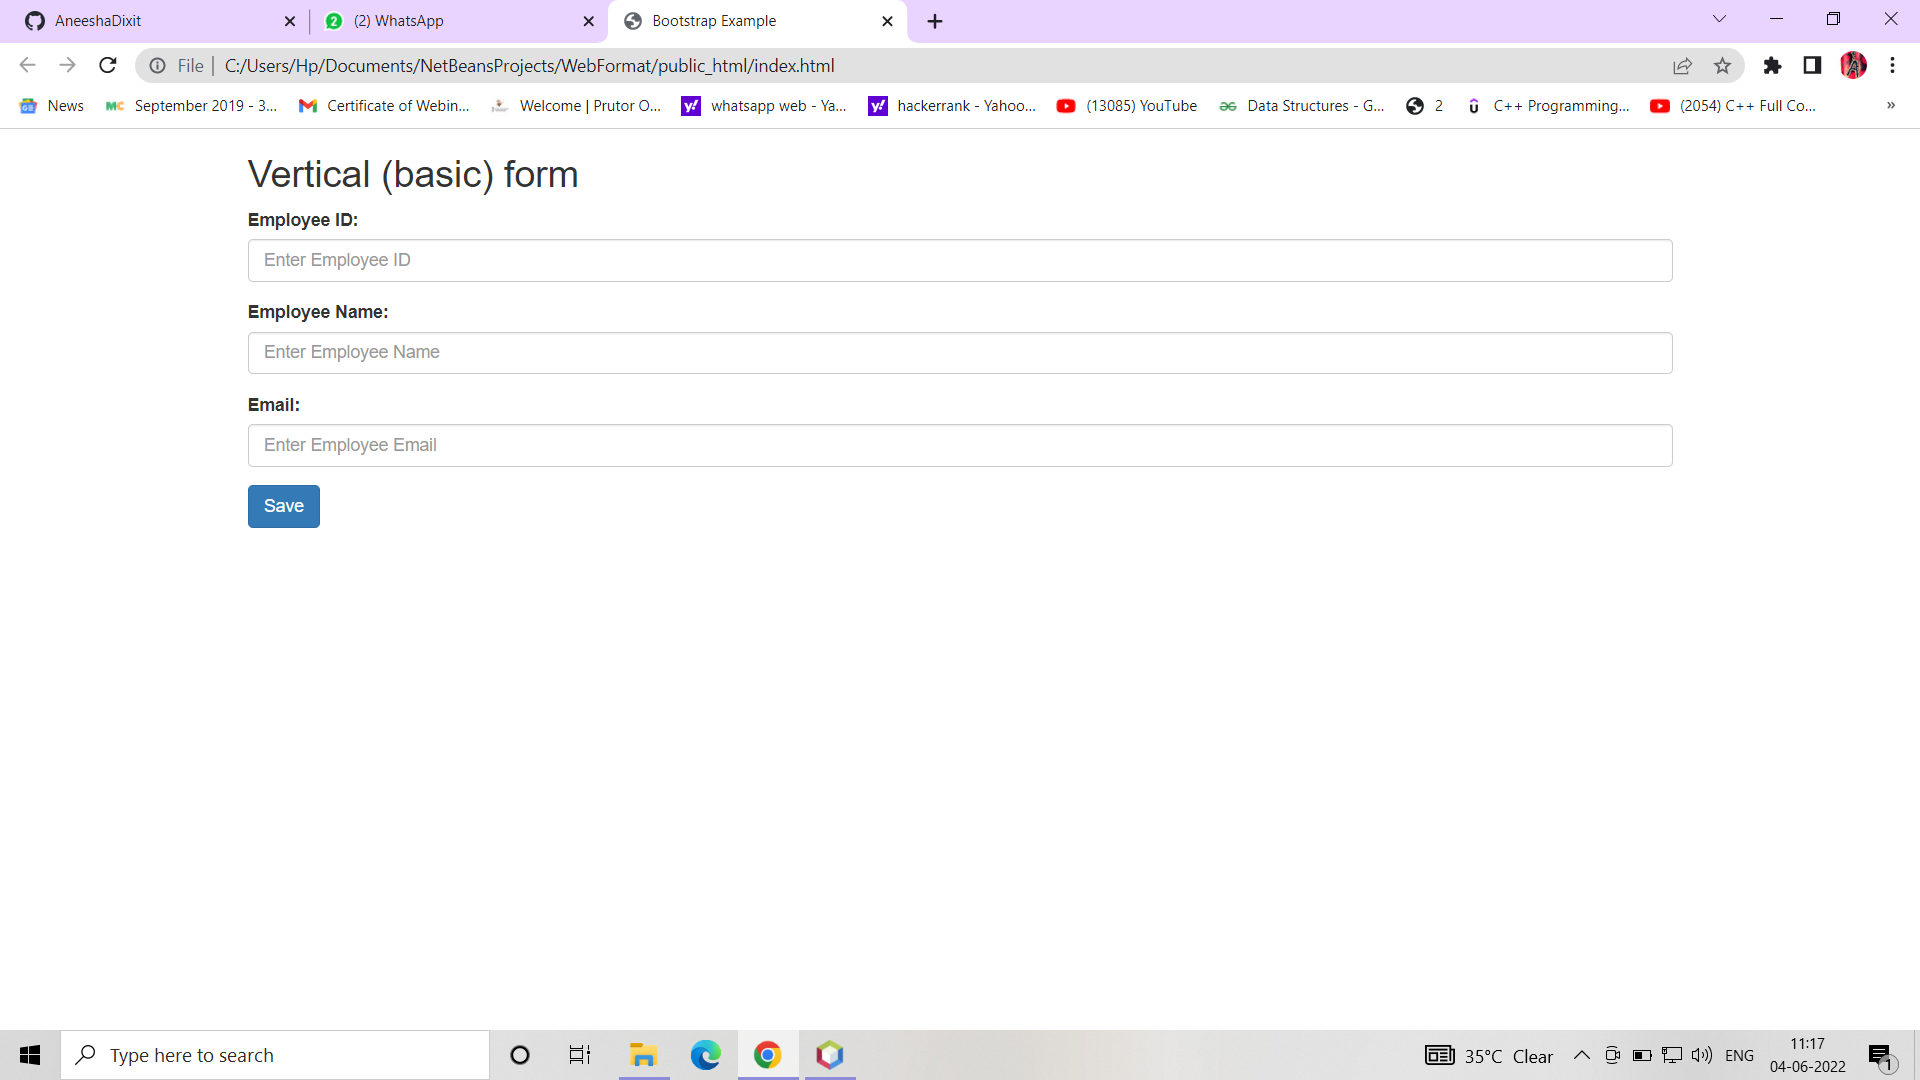 AneeshaDixit
2 (2) WhatsApp
Bootstrap Example
File | C:/Users/Hp/Documents/NetBeansProjects/WebFormat/public_html/index.html
News
MC September 2019 - 3...
Certificate of Webin...
Welcome | Prutor O...
y! whatsapp web - Ya...
y! hackerrank - Yahoo...
(13085) YouTube
Data Structures - G...
2
C++ Programming...
(2054) C++ Full Co...
»
Vertical (basic) form
Employee ID:
Enter Employee ID
Employee Name:
Enter Employee Name
Email:
Enter Employee Email
Save
Type here to search
35°C Clear
ENG
11:17
04-06-2022
1